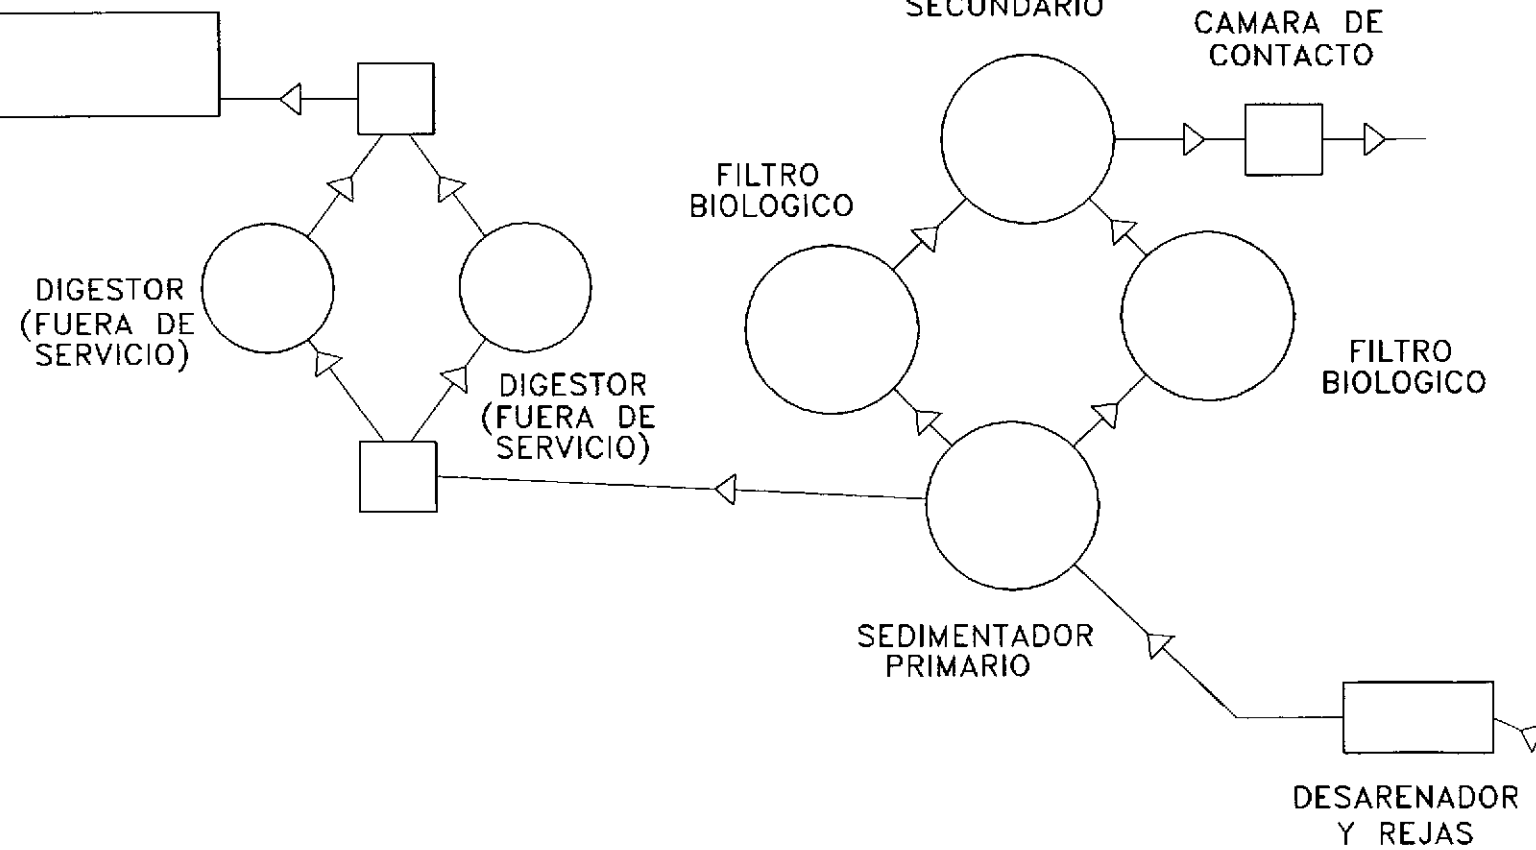 SECUNDARIO
CAMARA DE
CONTACTO
FILTRO
BIOLOGICO
DIGESTOR
(FUERA DE
SERVICIO)
DIGESTOR
(FUERA DE
SERVICIO)
FILTRO
BIOLOGICO
SEDIMENTADOR
PRIMARIO
DESARENADOR
Y REJAS